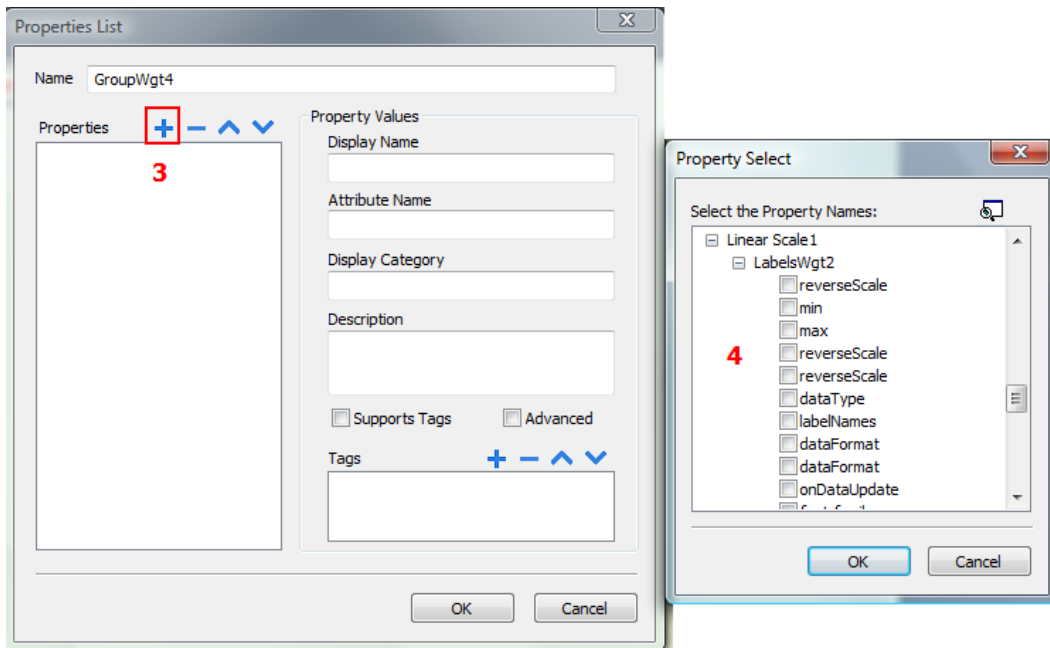 Properties List
Name GroupWgt4
Properties
3
Property Values
Display Name
Attribute Name
Display Category
Description
Supports Tags Advanced
Tags
OK Cancel
Property Select
Select the Property Names:
Linear Scale1
LabelsWgt2
reverseScale
min
max
4
reverseScale
reverseScale
dataType
labelNames
dataFormat
dataFormat
onDataUpdate
OK Cancel